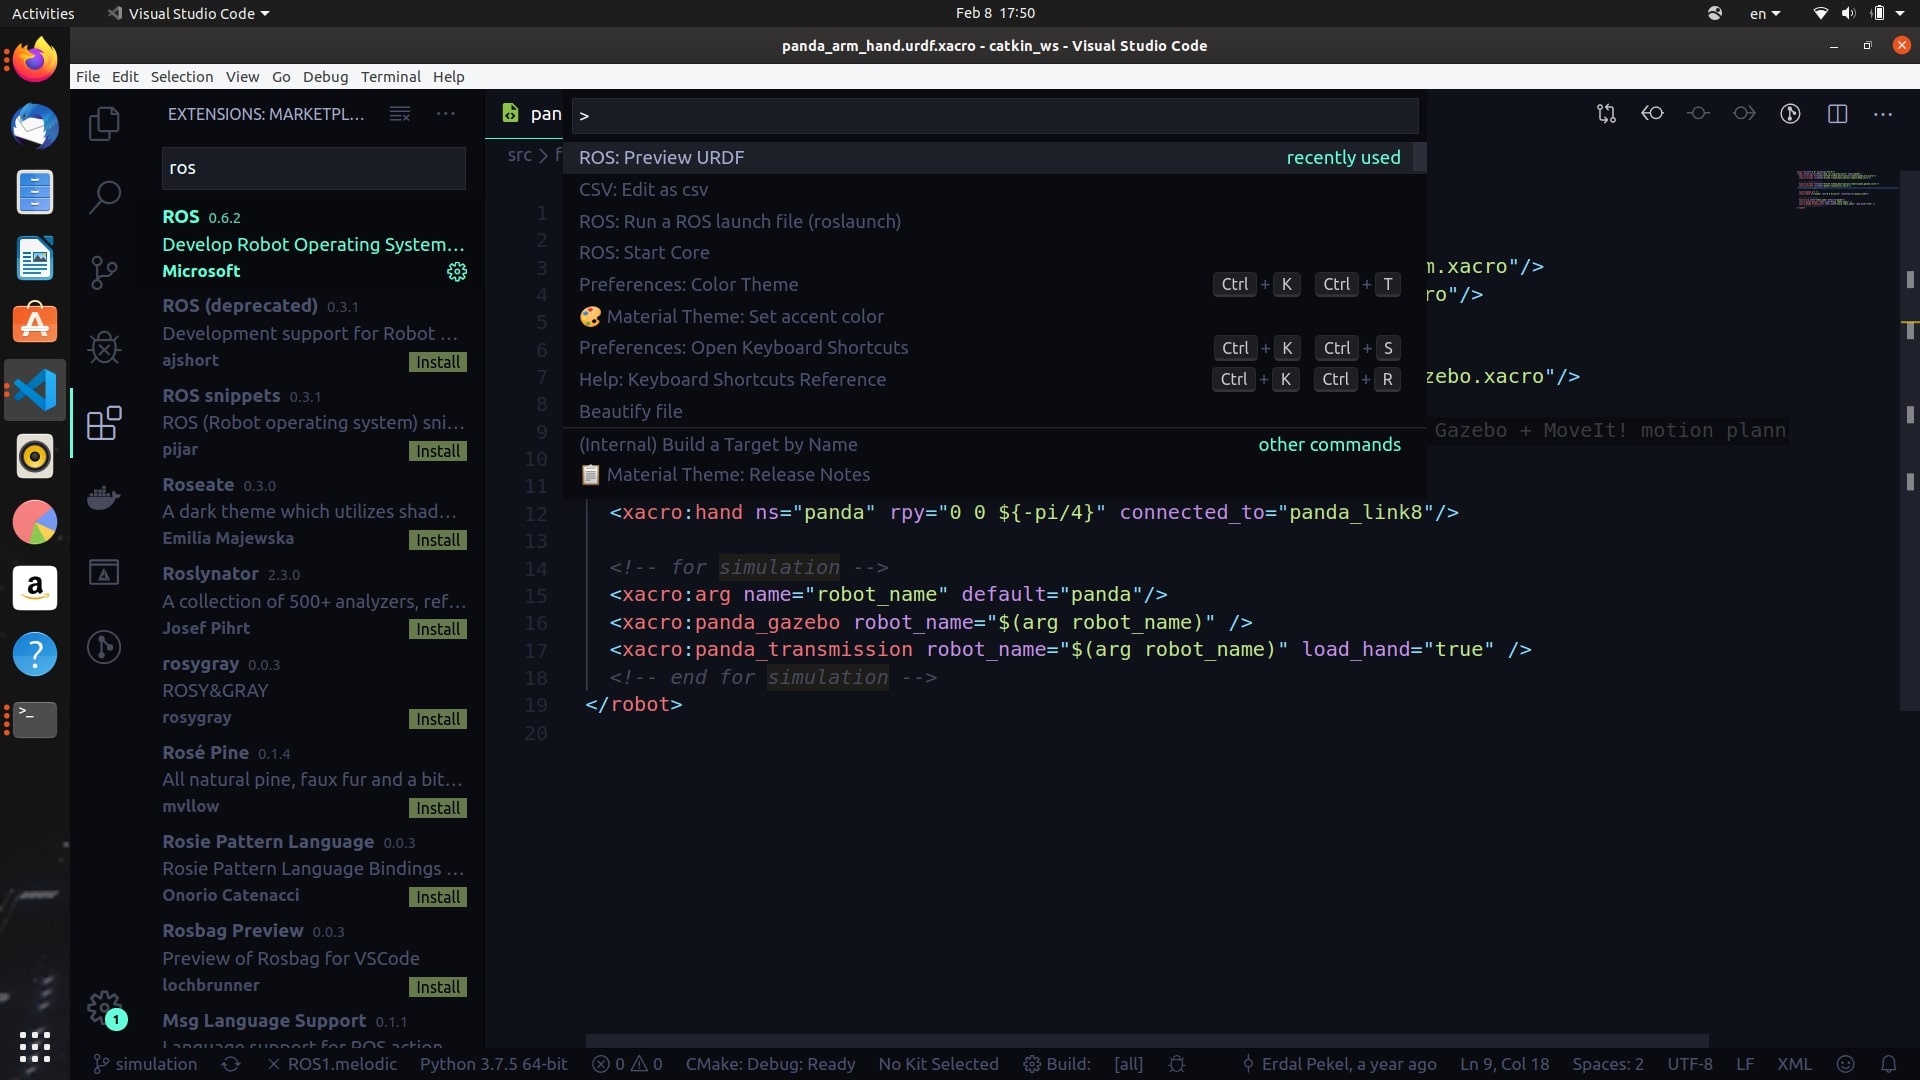 Activities
Visual Studio Code
Feb 8 17:50
en
panda_arm_hand.urdf.xacro - catkin_ws - Visual Studio Code
File Edit Selection View Go Debug Terminal Help
EXTENSIONS: MARKETPL...
ros
ROS 0.6.2
Develop Robot Operating System...
Microsoft
ROS (deprecated) 0.3.1
Development support for Robot ...
ajshort
Install
ROS snippets 0.3.1
ROS (Robot operating system) sni...
pijar
Install
Roseate 0.3.0
A dark theme which utilizes shad...
Emilia Majewska
Install
Roslynator 2.3.0
A collection of 500+ analyzers, ref...
Josef Pihrt
Install
rosygray 0.0.3
ROSY&GRAY
rosygray
Install
Rosé Pine 0.1.4
All natural pine, faux fur and a bit...
mvllow
Install
Rosie Pattern Language 0.0.3
Rosie Pattern Language Bindings ...
Onorio Catenacci
Install
Rosbag Preview 0.0.3
Preview of Rosbag for VSCode
lochbrunner
Install
Msg Language Support 0.1.1
Language support for ROS action
1
pan
src > f
>
ROS: Preview URDF recently used
CSV: Edit as csv
ROS: Run a ROS launch file (roslaunch)
ROS: Start Core
Preferences: Color Theme Ctrl + K Ctrl + T
Material Theme: Set accent color
Preferences: Open Keyboard Shortcuts Ctrl + K Ctrl + S
Help: Keyboard Shortcuts Reference Ctrl + K Ctrl + R
Beautify file
(Internal) Build a Target by Name other commands
Material Theme: Release Notes
1
2
3 m.xacro"/>
4 ro"/>
5
6
7 zebo.xacro"/>
8
9 Gazebo + MoveIt! motion plann
10
11
12 <xacro:hand ns="panda" rpy="0 0 ${-pi/4}" connected_to="panda_link8"/>
13
14 <!-- for simulation -->
15 <xacro:arg name="robot_name" default="panda"/>
16 <xacro:panda_gazebo robot_name="$(arg robot_name)" />
17 <xacro:panda_transmission robot_name="$(arg robot_name)" load_hand="true" />
18 <!-- end for simulation -->
19 </robot>
20
simulation ROS1.melodic Python 3.7.5 64-bit 0 0 CMake: Debug: Ready No Kit Selected Build: [all] Erdal Pekel, a year ago Ln 9, Col 18 Spaces: 2 UTF-8 LF XML